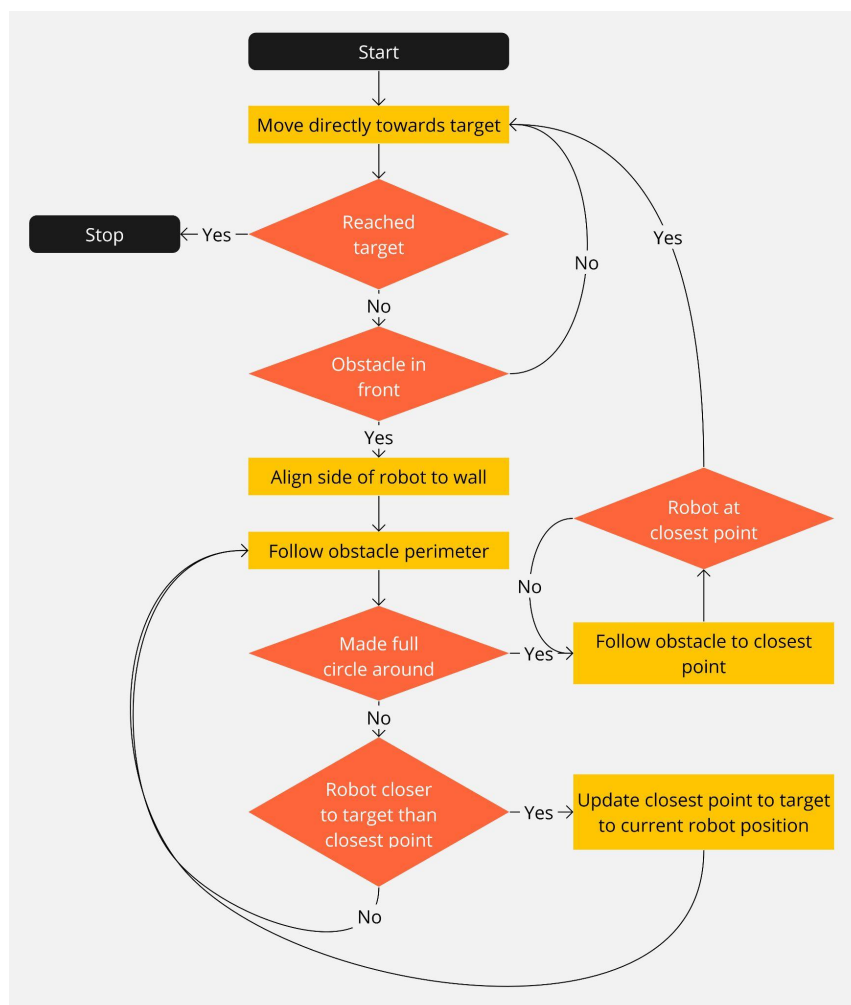 Start
Move directly towards target
Reached
target
Yes
Stop
No
Obstacle in
front
No
Yes
Yes
Align side of robot to wall
Follow obstacle perimeter
Made full
circle around
Yes
Follow obstacle to closest
point
Robot at
closest point
No
No
Robot closer
to target than
closest point
Yes
Update closest point to target
to current robot position
No